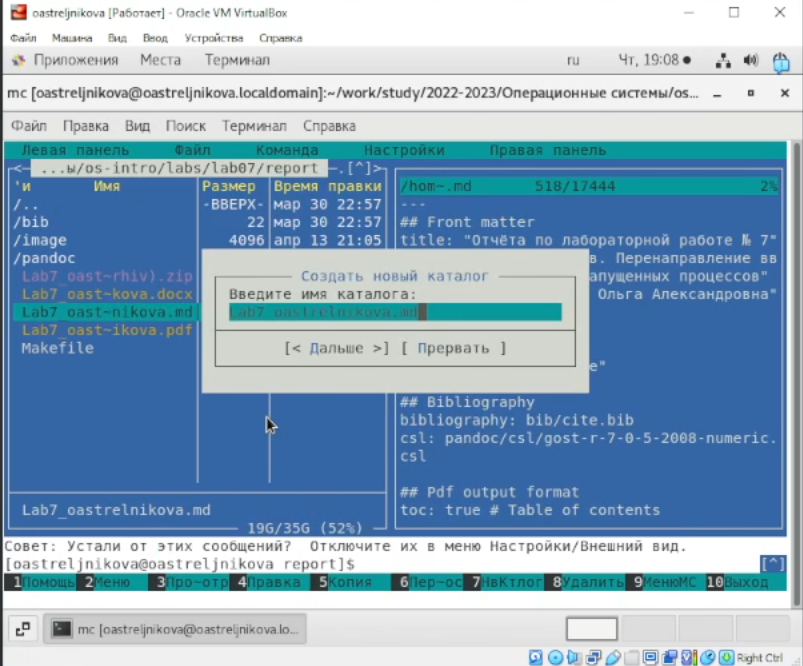 oastreljnikova [Работает] - Oracle VM VirtualBox
Файл Машина Вид Ввод Устройства Справка
Приложения Места Терминал ru Чт, 19:08
mc [oastreljnikova@oastreljnikova.localdomain]:~/work/study/2022-2023/Операционные системы/os...
Файл Правка Вид Поиск Терминал Справка
Левая панель Файл Команда Настройки Правая панель
<— ...ы/os-intro/labs/lab07/report —.[^]>
'и Имя Размер Время правки /hom~.md 518/17444 2%
/.. -ВВЕРХ- мар 30 22:57 ---
/bib 22 мар 30 22:57 ## Front matter
/image 4096 апр 13 21:05 title: "Отчёта по лабораторной работе № 7"
/pandoc в. Перенаправление вв
Lab7_oast~rhiv).zip Создать новый каталог апущенных процессов"
Lab7_oast~kova.docx Введите имя каталога: Ольга Александровна"
Lab7_oast~nikova.md Lab7_oastrelnikova.md
Lab7_oast~ikova.pdf
Makefile [< Дальше >] [ Прервать ]
е"
## Bibliography
bibliography: bib/cite.bib
csl: pandoc/csl/gost-r-7-0-5-2008-numeric.
csl
## Pdf output format
Lab7_oastrelnikova.md toc: true # Table of contents
19G/35G (52%)
Совет: Устали от этих сообщений? Отключите их в меню Настройки/Внешний вид.
[oastreljnikova@oastreljnikova report]$ [^]
1Помощь 2Меню 3Про~отр 4Правка 5Копия 6Пер~ос 7НвКтлог 8Удалить 9МенюМС 10Выход
mc [oastreljnikova@oastreljnikova.lo...
Right Ctrl